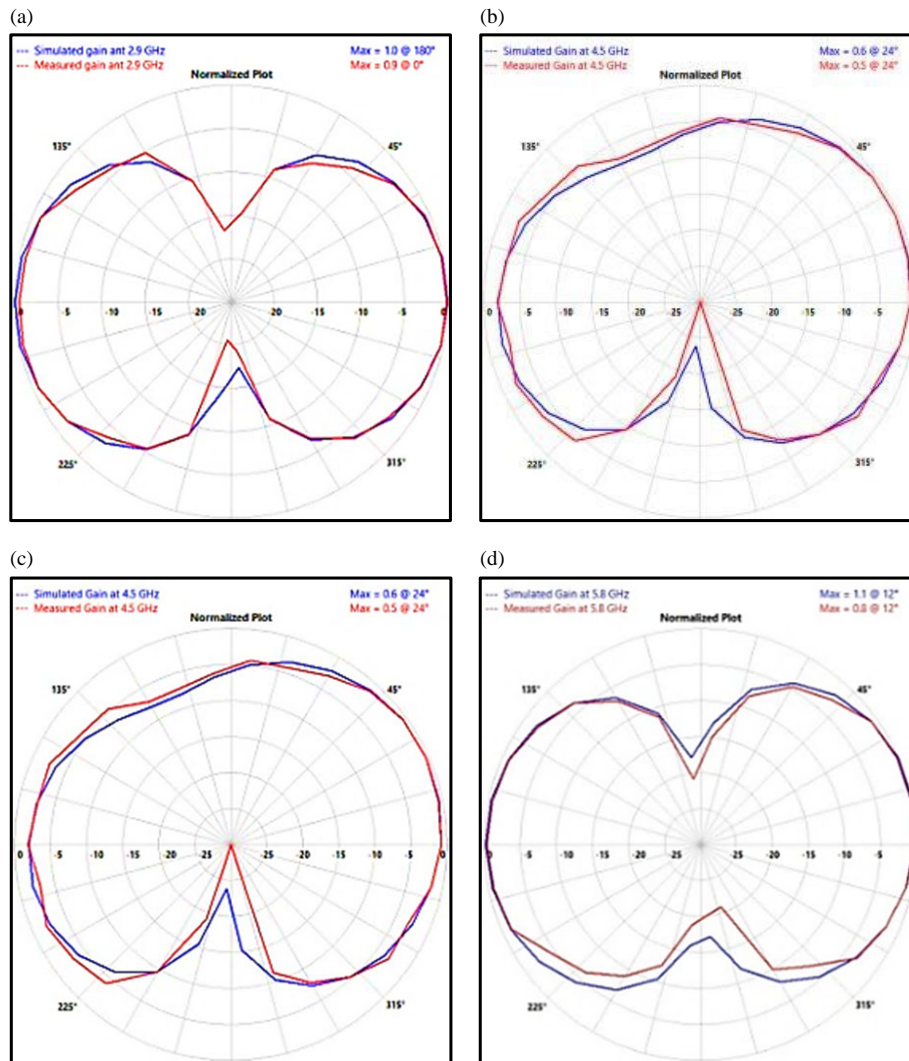 (a)
Simulated gain ant 2.9 GHz Max = 1.0 @ 180°
Measured gain ant 2.9 GHz Max = 0.9 @ 0°
Normalized Plot
135° 45°
0 -5 -10 -15 -20 -20 -15 -10 -5 0
225° 315°
(b)
Simulated Gain at 4.5 GHz Max = 0.6 @ 24°
Measured Gain at 4.5 GHz Max = 0.5 @ 24°
Normalized Plot
135° 45°
0 -5 -10 -15 -20 -25 -25 -20 -15 -10 -5 0
225° 315°
(c)
Simulated Gain at 4.5 GHz Max = 0.6 @ 24°
Measured Gain at 4.5 GHz Max = 0.5 @ 24°
Normalized Plot
135° 45°
0 -5 -10 -15 -20 -25 -25 -20 -15 -10 -5 0
225° 315°
(d)
Simulated Gain at 5.8 GHz Max = 1.1 @ 12°
Measured Gain at 5.8 GHz Max = 0.8 @ 12°
Normalized Plot
135° 45°
0 -5 -10 -15 -20 -25 -25 -20 -15 -10 -5 0
225° 315°